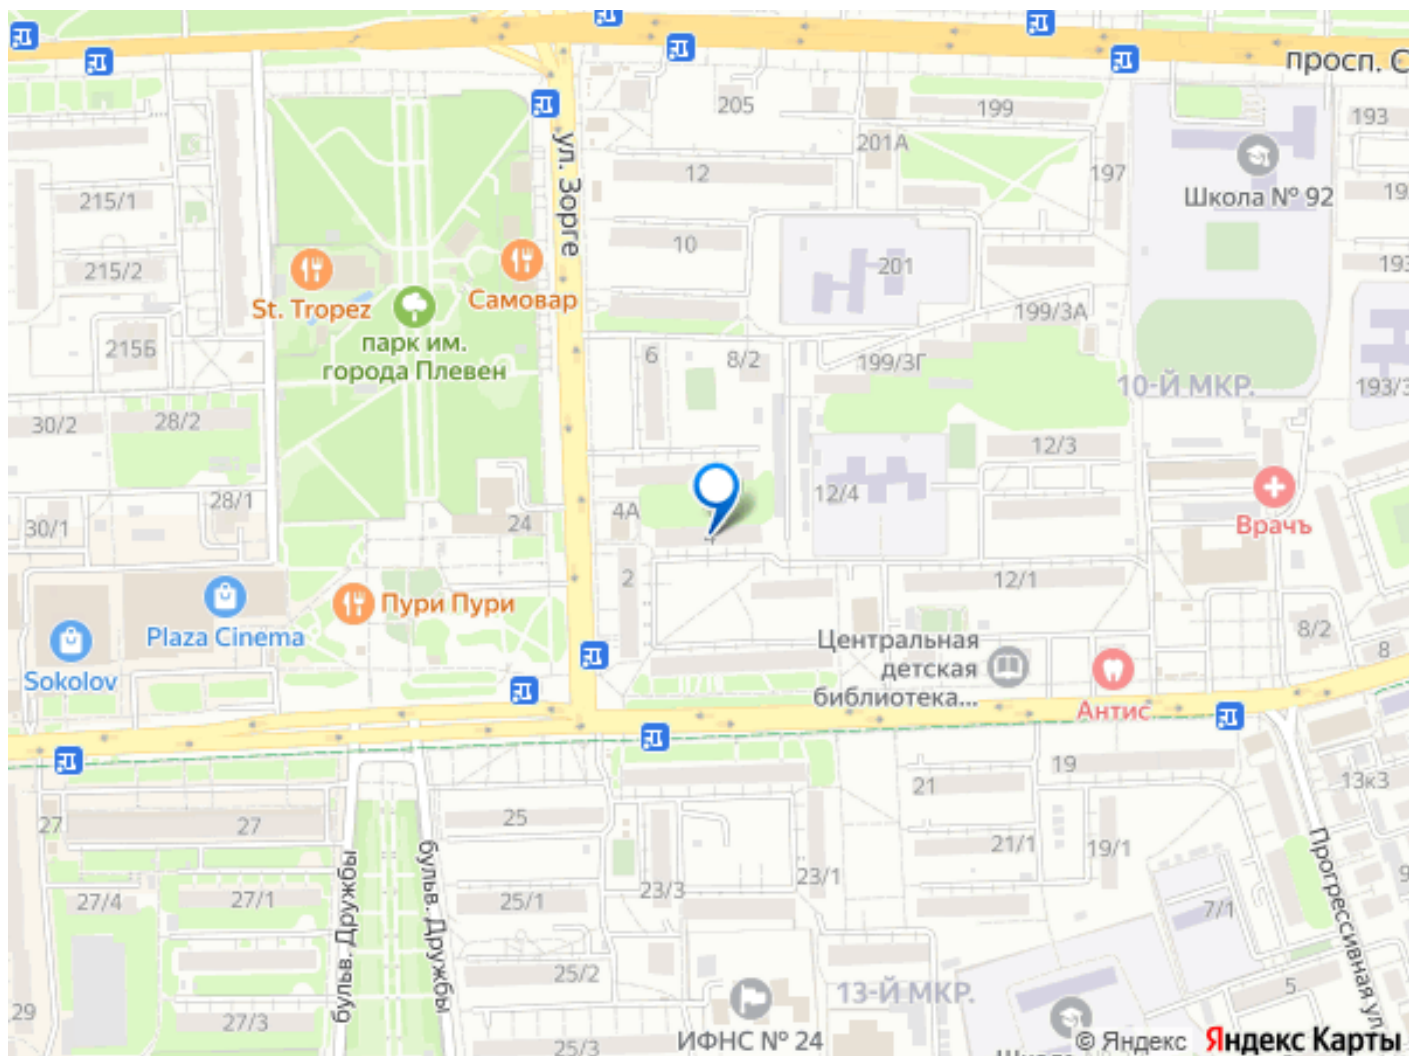 просп. С
205
199
193
201А
ул. Зорге
12
197
Школа № 92
215/1
10
201
215/2
St. Tropez
Самовар
199/3А
215Б
парк им.
города Плевен
6
8/2
199/3Г
10-Й МКР.
193/3
30/2
28/2
12/3
28/1
12/4
4А
24
30/1
Врачъ
2
12/1
Пури Пури
Plaza Cinema
Центральная
детская
библиотека...
8/2
8
Sokolov
Антис
19
21
13к3
27
27
25
21/1
19/1
бульв. Дружбы
бульв. Дружбы
23/3
23/1
Прогрессивная ул.
27/4
27/1
25/1
7/1
25/2
13-Й МКР.
5
29
27/3
ИФНС № 24
25/3
© Яндекс
Яндекс Карты